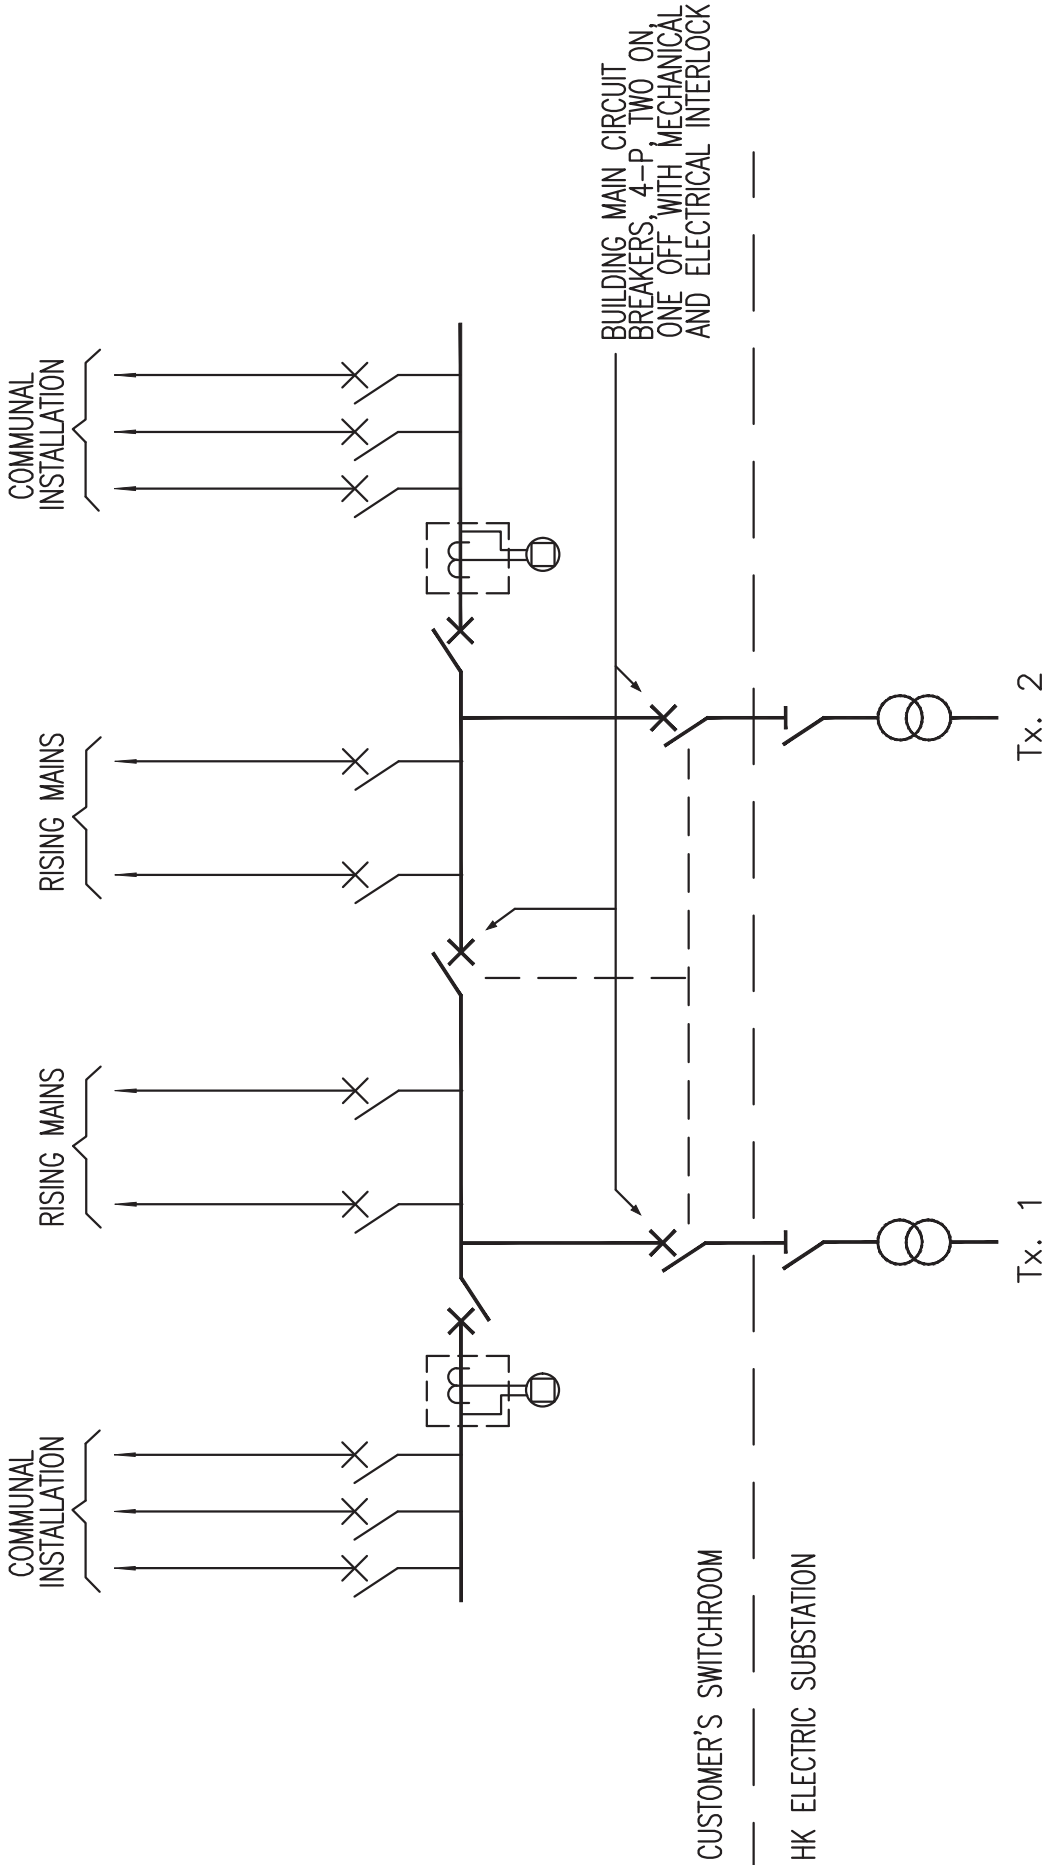 COMMUNAL
INSTALLATION
RISING MAINS
RISING MAINS
COMMUNAL
INSTALLATION
BUILDING MAIN CIRCUIT
BREAKERS, 4-P, TWO ON,
ONE OFF WITH MECHANICAL
AND ELECTRICAL INTERLOCK
CUSTOMER'S SWITCHROOM
HK ELECTRIC SUBSTATION
Tx. 1
Tx. 2